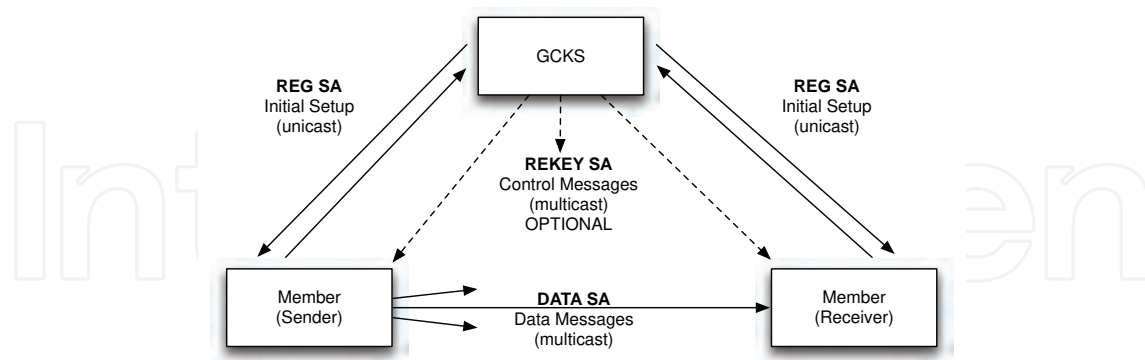 GCKS
REG SA
Initial Setup
(unicast)
REG SA
Initial Setup
(unicast)
REKEY SA
Control Messages
(multicast)
OPTIONAL
Member
(Sender)
DATA SA
Data Messages
(multicast)
Member
(Receiver)